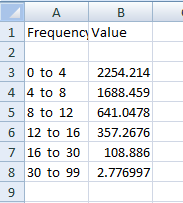 A B
1 Frequency Value
2
3 0 to 4 2254.214
4 4 to 8 1688.459
5 8 to 12 641.0478
6 12 to 16 357.2676
7 16 to 30 108.886
8 30 to 99 2.776997
9